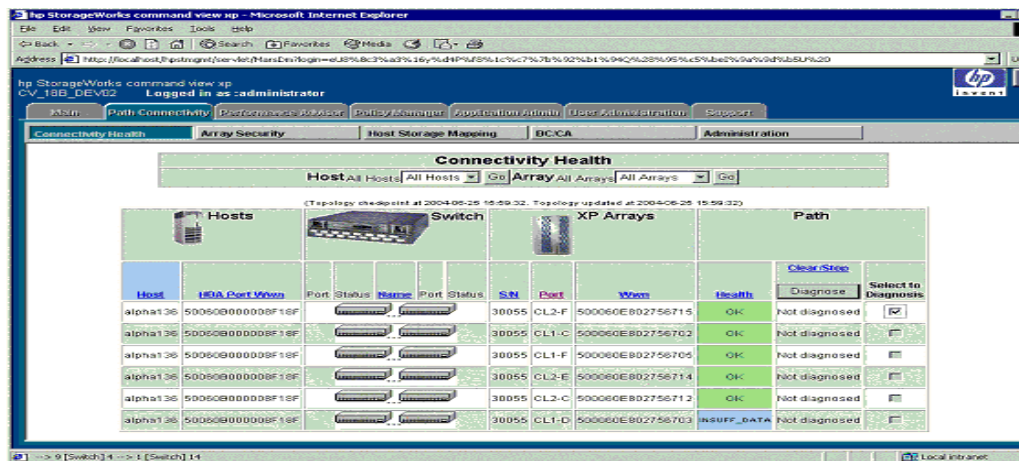 hp StorageWorks command view xp - Microsoft Internet Explorer
File Edit View Favorites Tools Help
Back Search Favorites Media
Address
hp StorageWorks command view xp
CV_18B_DEV02 Logged in as :administrator
hp
invent
Main Path Connectivity Performance Advisor Policy Manager Application Admin User Administration Support
Connectivity Health Array Security Host Storage Mapping BC/CA Administration
Connectivity Health
Host All Hosts All Hosts Go Array All Arrays All Arrays Go
(Topology checkpoint at 2004-06-25 15:59:32. Topology updated at 2004-06-25 15:59:32)
Hosts Switch XP Arrays Path
Clear/Stop
Host HBA Port Wwn Port Status Name Port Status S/N Port Wwn Health Diagnose Select to Diagnosis
alpha136 50060B000008F18F 30055 CL2-F 500060E802756715 OK Not diagnosed
alpha136 50060B000008F18F 30055 CL1-C 500060E802756702 OK Not diagnosed
alpha136 50060B000008F18F 30055 CL1-F 500060E802756705 OK Not diagnosed
alpha136 50060B000008F18F 30055 CL2-E 500060E802756714 OK Not diagnosed
alpha136 50060B000008F18F 30055 CL2-C 500060E802756712 OK Not diagnosed
alpha136 50060B000008F18F 30055 CL1-D 500060E802756703 INSUFF_DATA Not diagnosed
--> 9 [Switch] 4 --> 1 [Switch] 14 Local intranet